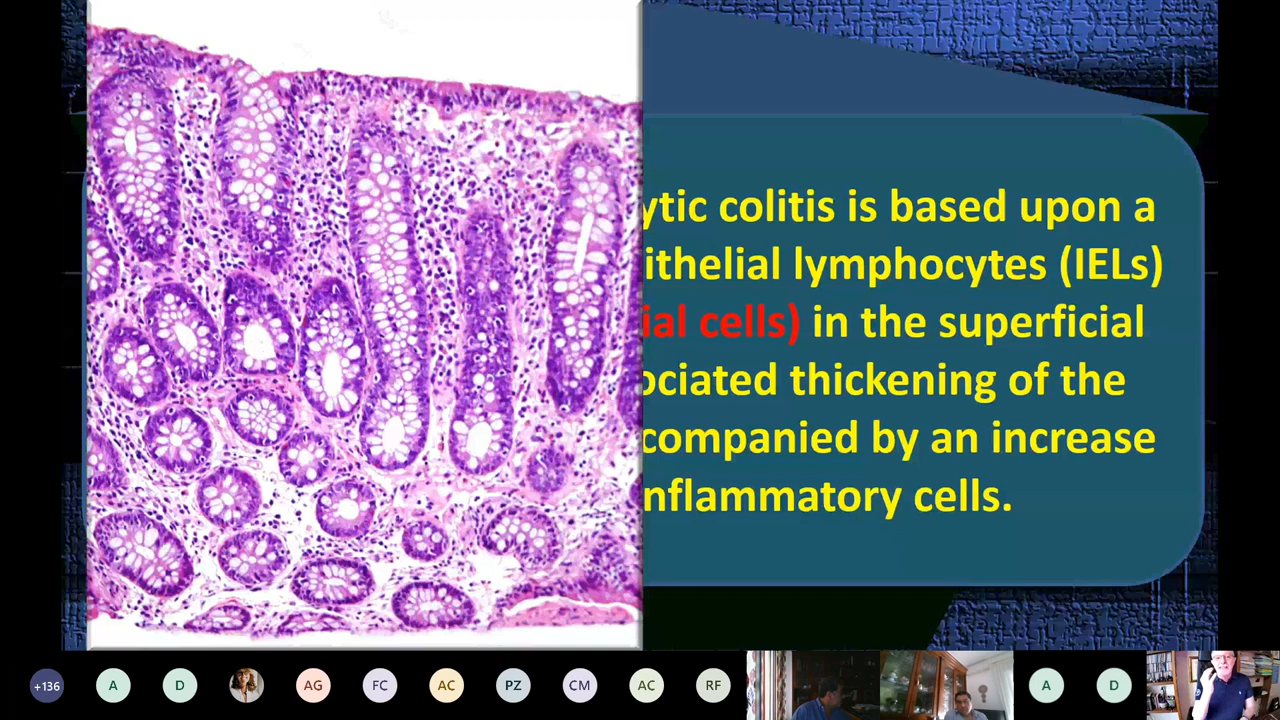 ytic colitis is based upon a
ithelial lymphocytes (IELs)
ial cells) in the superficial
ociated thickening of the
companied by an increase
nflammatory cells.
+136 A D AG FC AC PZ CM AC RF A D